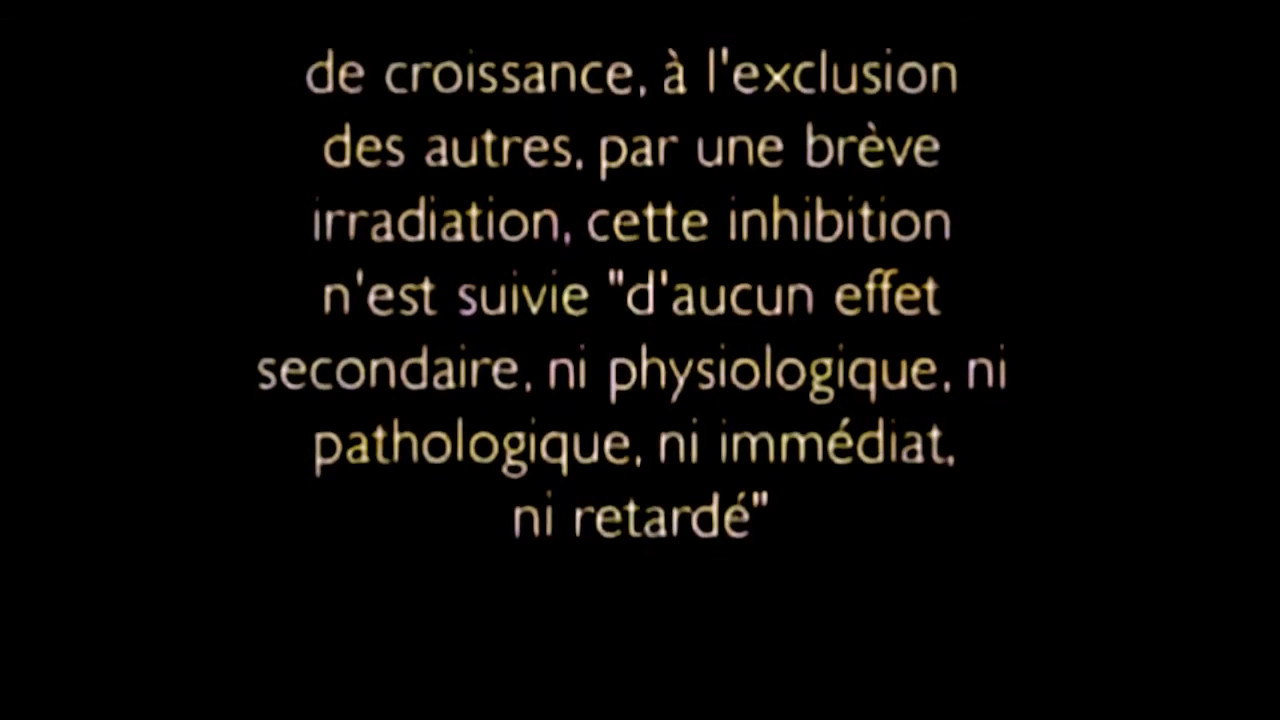 de croissance, à l'exclusion
des autres, par une brève
irradiation, cette inhibition
n'est suivie "d'aucun effet
secondaire, ni physiologique, ni
pathologique, ni immédiat,
ni retardé"